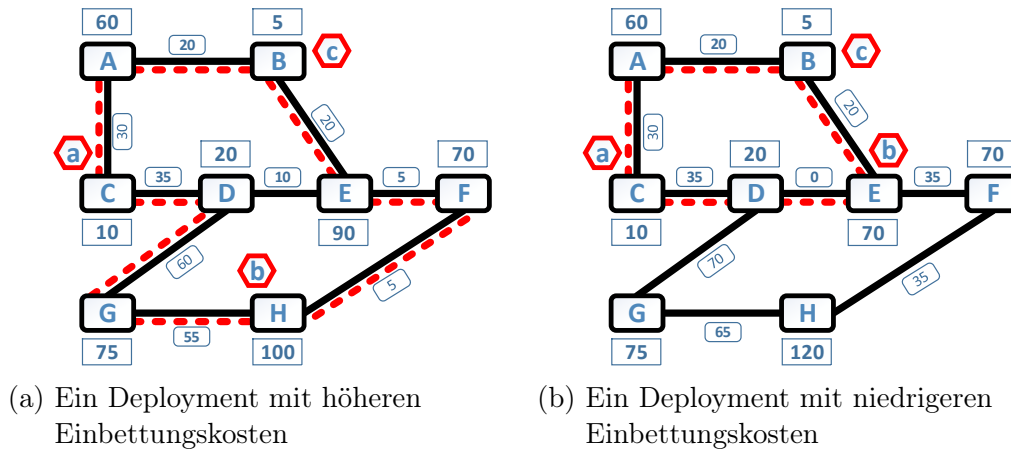 60 5
20
A B c
30 20
a 20 70
35 10 5
C D E F
10 90
60 b 5
G H
55
75 100
(a) Ein Deployment mit höheren
Einbettungskosten
60 5
20
A B c
30 20
a 20 b 70
35 0 35
C D E F
10 70
70 35
G H
65
75 120
(b) Ein Deployment mit niedrigeren
Einbettungskosten